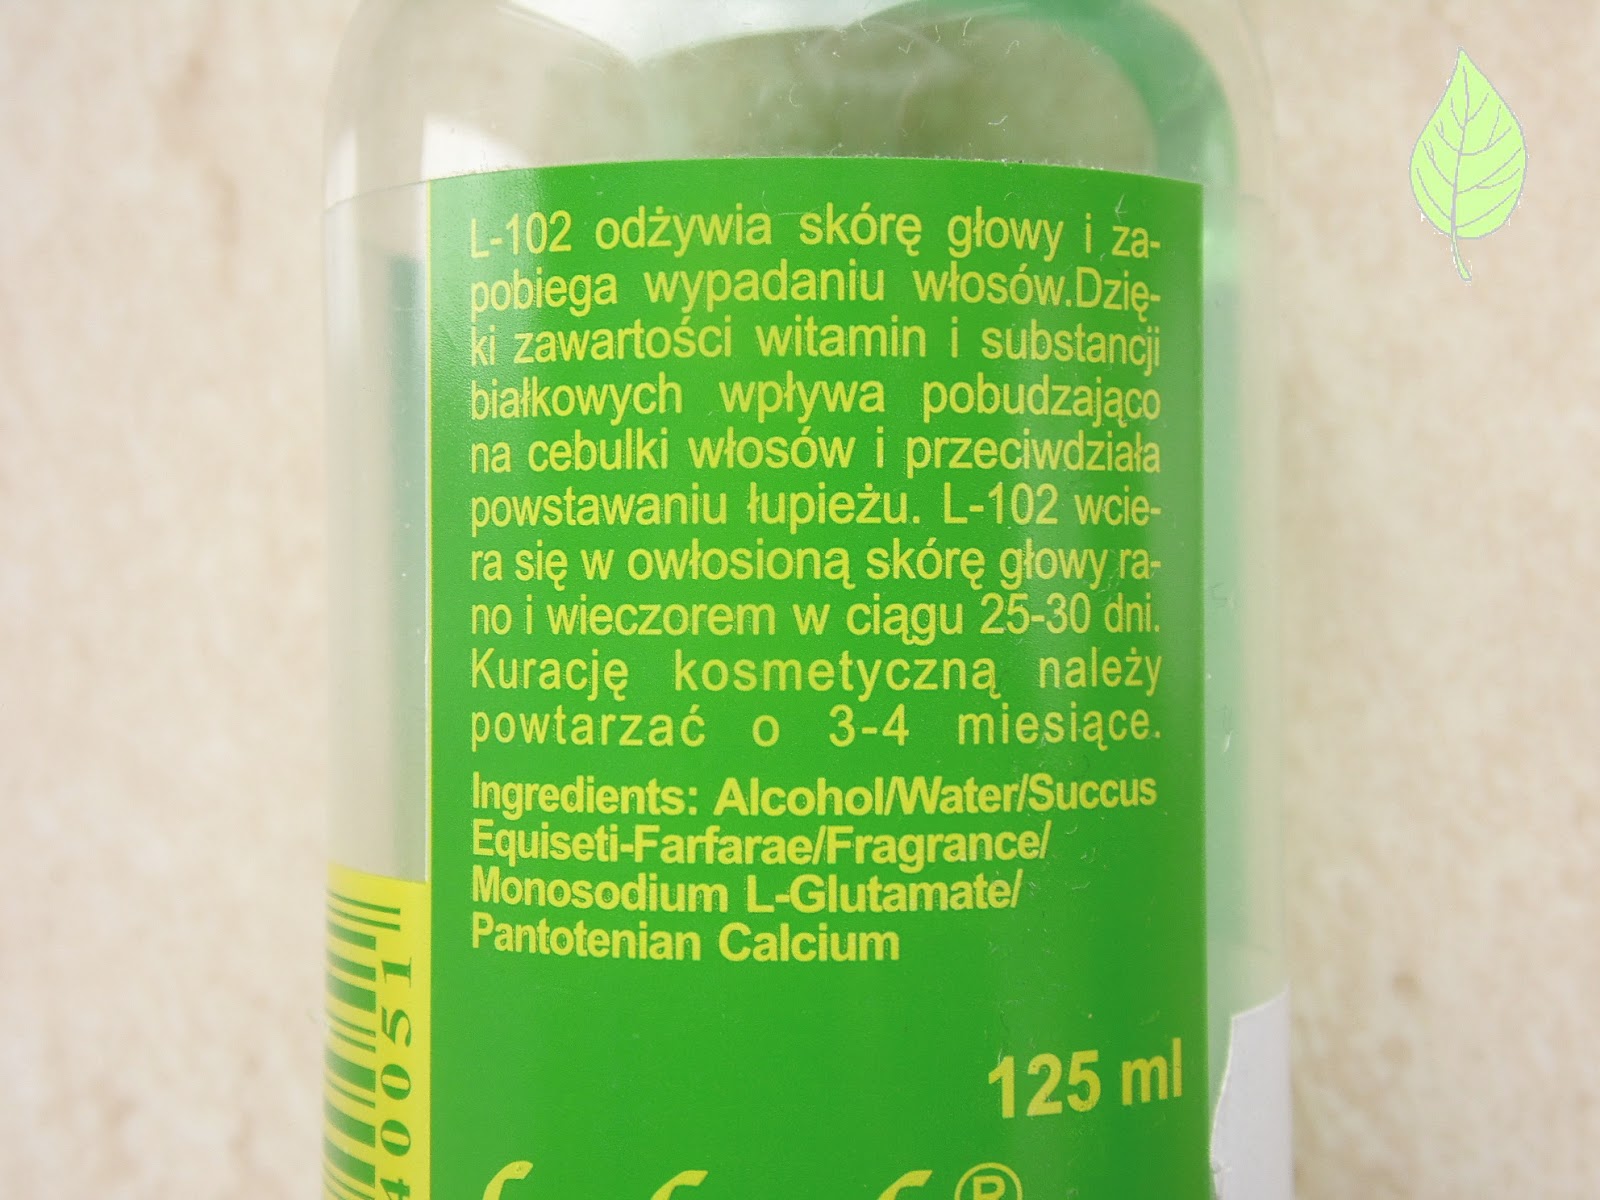 L-102 odżywia skórę głowy i za-
pobiega wypadaniu włosów.Dzię-
ki zawartości witamin i substancji
białkowych wpływa pobudzająco
na cebulki włosów i przeciwdziała
powstawaniu łupieżu. L-102 wcie-
ra się w owłosioną skórę głowy ra-
no i wieczorem w ciągu 25-30 dni.
Kurację kosmetyczną należy
powtarzać o 3-4 miesiące.
Ingredients: Alcohol/Water/Succus
Equiseti-Farfarae/Fragrance/
Monosodium L-Glutamate/
Pantotenian Calcium
125 ml
®
40051